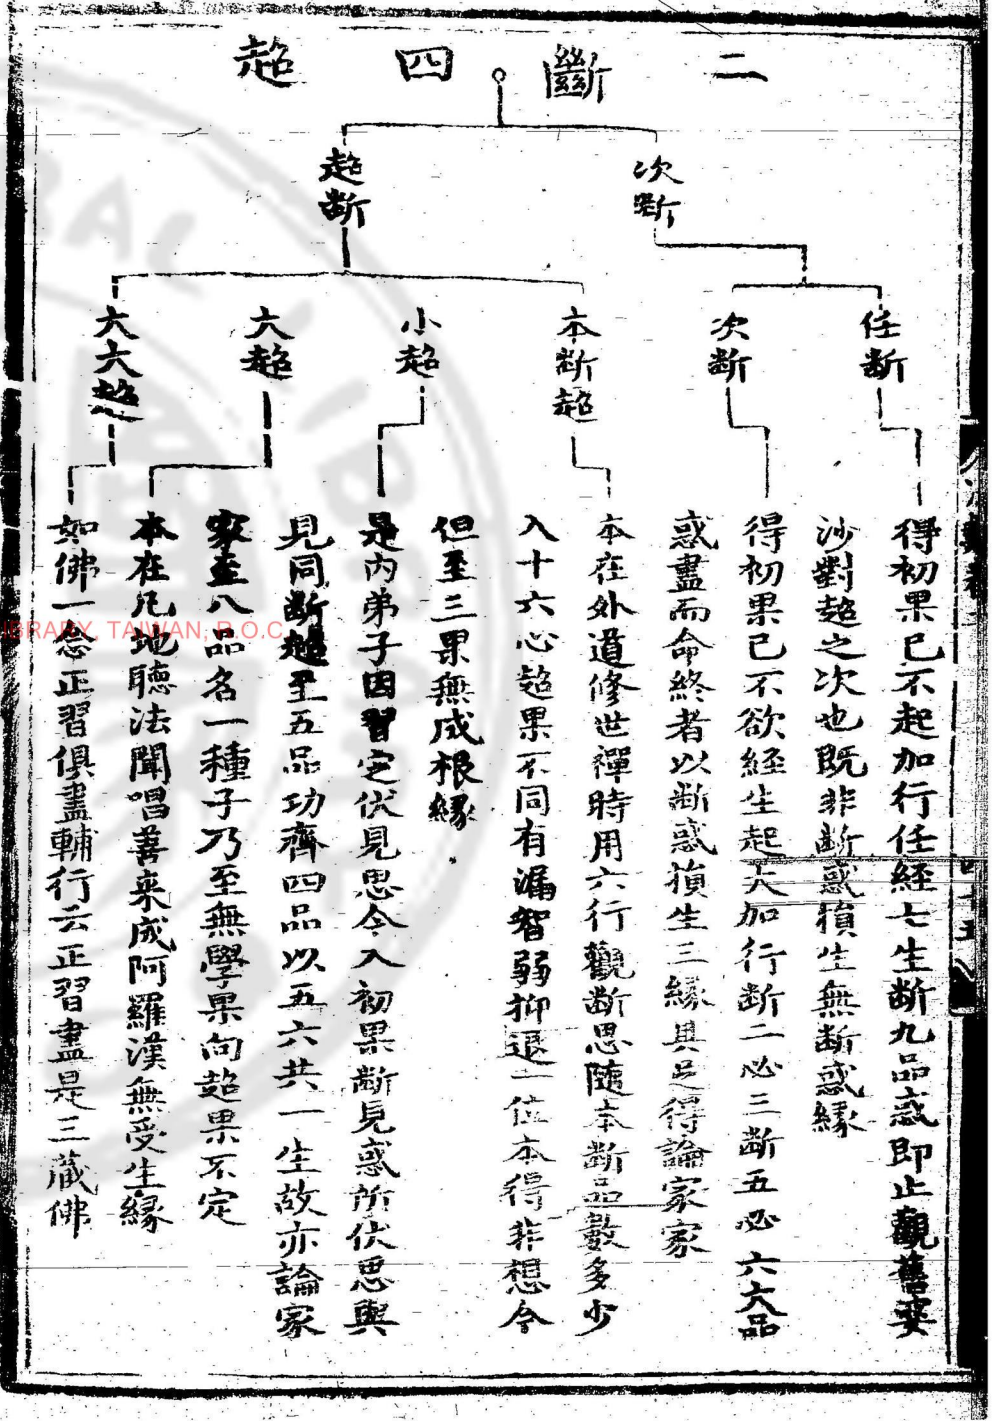 二斷四超
次斷
超斷
任斷
次斷
本斷超
小超
大超
大大超
得初果已不起加行任經七生斷九品惑即止觀舊婆
沙對超之次也既非斷惑損生無斷惑緣
得初果已不欲經生起大加行斷二必三斷五必六六品
惑盡而命終者以斷惑損生三緣具足得論家家
本在外道修世禪時用六行觀斷思隨本斷品數多少
入十六心超果不同有漏智弱抑退一位本得非想今
但至三果無成根緣
是內弟子因習定伏見思今入初果斷見惑所伏思與
見同斷超至五品功齊四品以五六共一生故亦論家
家至八品名一種子乃至無學果向超果不定
本在凡地聽法聞唱善來成阿羅漢無受生緣
如佛一念正習俱盡輔行云正習盡是三藏佛
四十五
LIBRARY, TAIWAN, R.O.C.